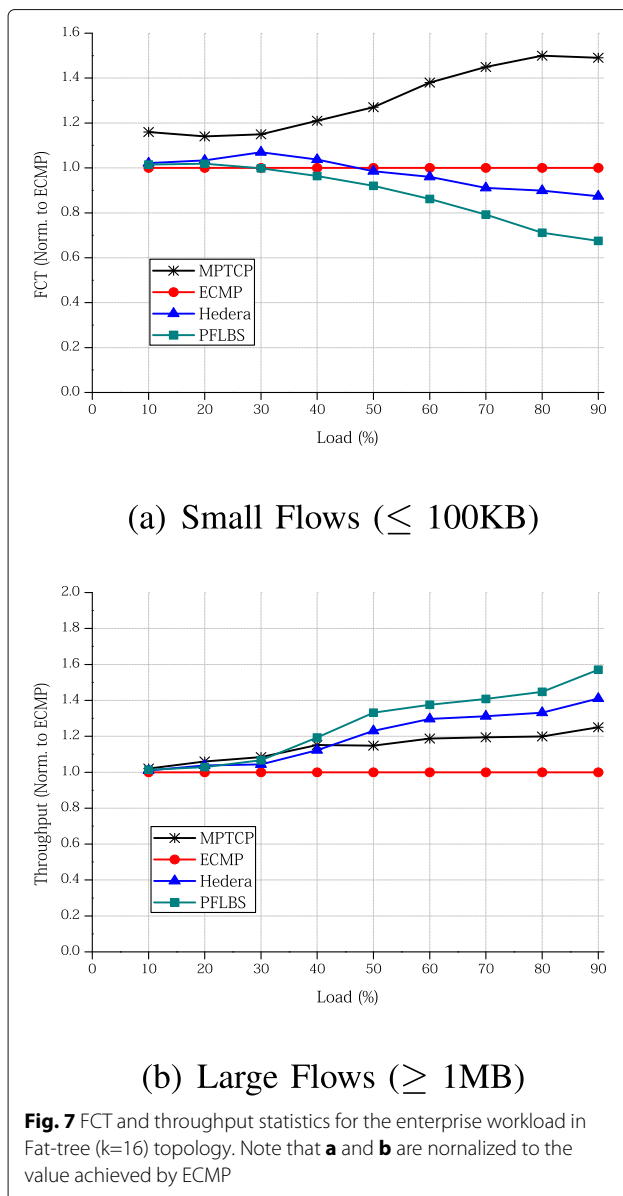 1.6
1.4
1.2
1.0
0.8
0.6
0.4
0.2
0.0
FCT (Norm. to ECMP)
MPTCP
ECMP
Hedera
PFLBS
0 10 20 30 40 50 60 70 80 90
Load (%)
(a) Small Flows (≤ 100KB)
2.0
1.8
1.6
1.4
1.2
1.0
0.8
0.6
0.4
0.2
0.0
Throughput (Norm. to ECMP)
MPTCP
ECMP
Hedera
PFLBS
0 10 20 30 40 50 60 70 80 90
Load (%)
(b) Large Flows (≥ 1MB)
Fig. 7 FCT and throughput statistics for the enterprise workload in
Fat-tree (k=16) topology. Note that a and b are nornalized to the
value achieved by ECMP